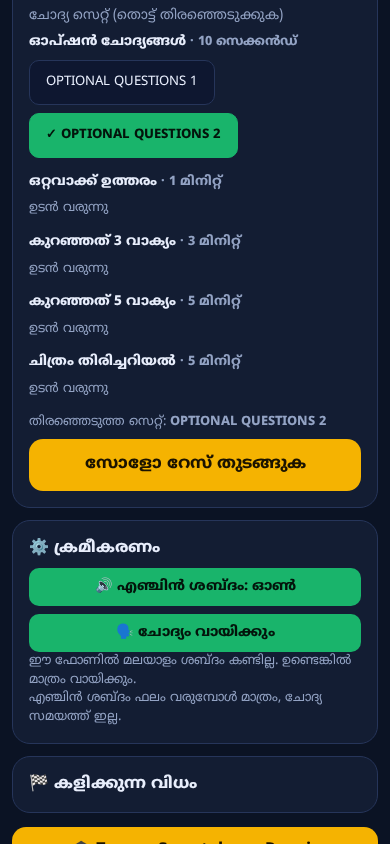 ചോദ്യ സെറ്റ് (തൊട്ട് തിരഞ്ഞെടുക്കുക)
ഓപ്ഷൻ ചോദ്യങ്ങൾ · 10 സെക്കൻഡ്
OPTIONAL QUESTIONS 1
✓ OPTIONAL QUESTIONS 2
ഒറ്റവാക്ക് ഉത്തരം · 1 മിനിറ്റ്
ഉടൻ വരുന്നു
കുറഞ്ഞത് 3 വാക്യം · 3 മിനിറ്റ്
ഉടൻ വരുന്നു
കുറഞ്ഞത് 5 വാക്യം · 5 മിനിറ്റ്
ഉടൻ വരുന്നു
ചിത്രം തിരിച്ചറിയൽ · 5 മിനിറ്റ്
ഉടൻ വരുന്നു
തിരഞ്ഞെടുത്ത സെറ്റ്: OPTIONAL QUESTIONS 2
സോളോ റേസ് തുടങ്ങുക
⚙️ ക്രമീകരണം
🔊 എഞ്ചിൻ ശബ്ദം: ഓൺ
🗣️ ചോദ്യം വായിക്കും
ഈ ഫോണിൽ മലയാളം ശബ്ദം കണ്ടില്ല. ഉണ്ടെങ്കിൽ
മാത്രം വായിക്കും.
എഞ്ചിൻ ശബ്ദം ഫലം വരുമ്പോൾ മാത്രം, ചോദ്യ
സമയത്ത് ഇല്ല.
🏁 കളിക്കുന്ന വിധം